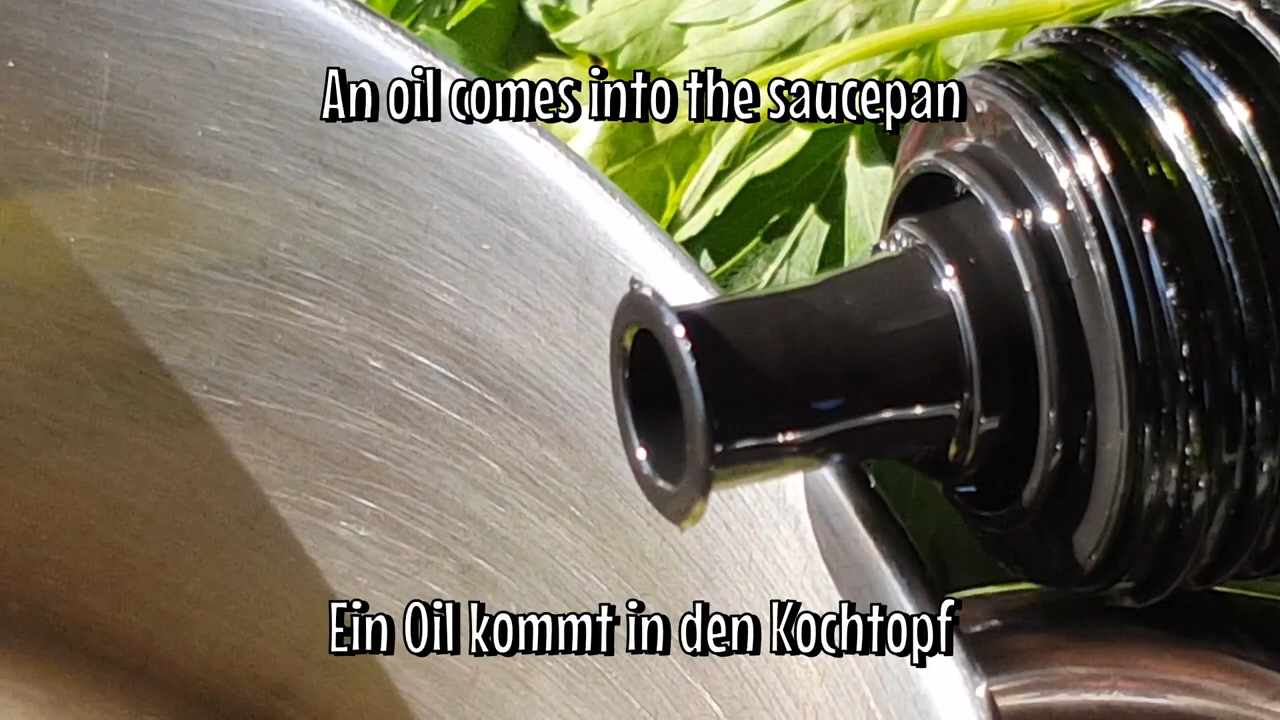 An oil comes into the saucepan
Ein Oil kommt in den Kochtopf